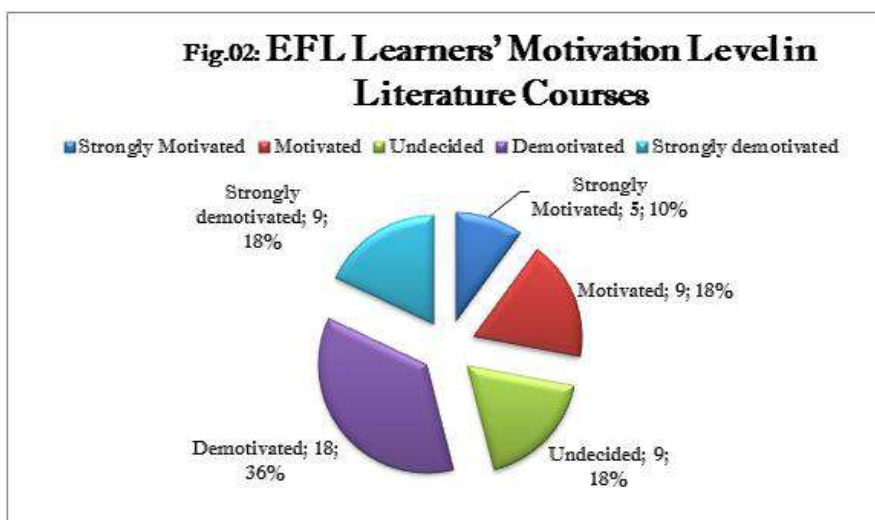 Fig.02: EFL Learners' Motivation Level in
Literature Courses
Strongly Motivated Motivated Undecided Demotivated Strongly demotivated
Strongly
demotivated; 9;
18%
Strongly
Motivated; 5; 10%
Motivated; 9; 18%
Demotivated; 18;
36%
Undecided; 9;
18%